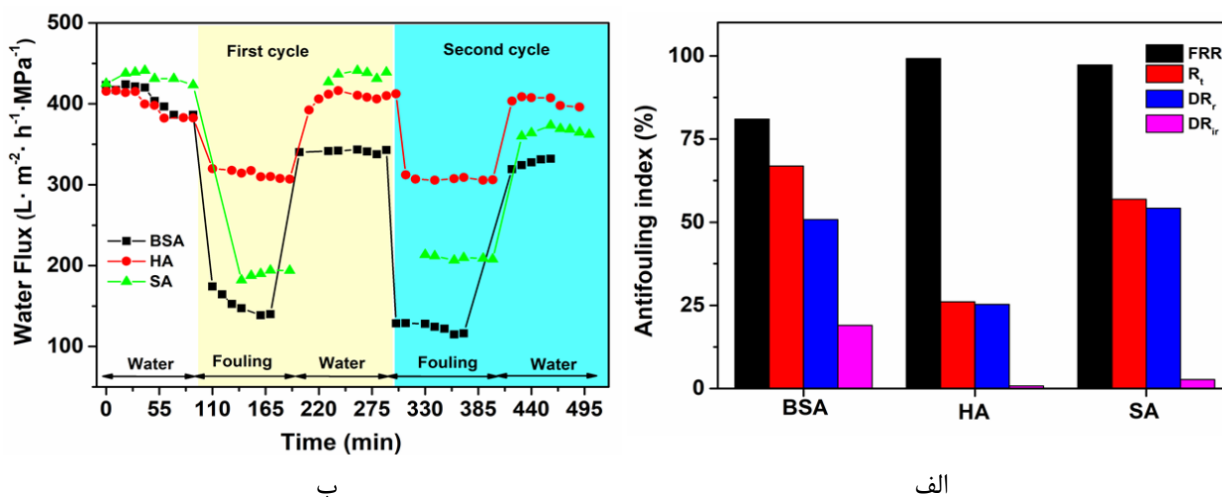 500
400
300
200
100
Water Flux (L· m⁻²· h⁻¹·MPa⁻¹)
First cycle
Second cycle
BSA
HA
SA
Water
Fouling
Water
Fouling
Water
0
55
110
165
220
275
330
385
440
495
Time (min)
ب
100
75
50
25
0
Antifouling index (%)
FRR
Rₜ
DRᵣ
DRᵢᵣ
BSA
HA
SA
الف